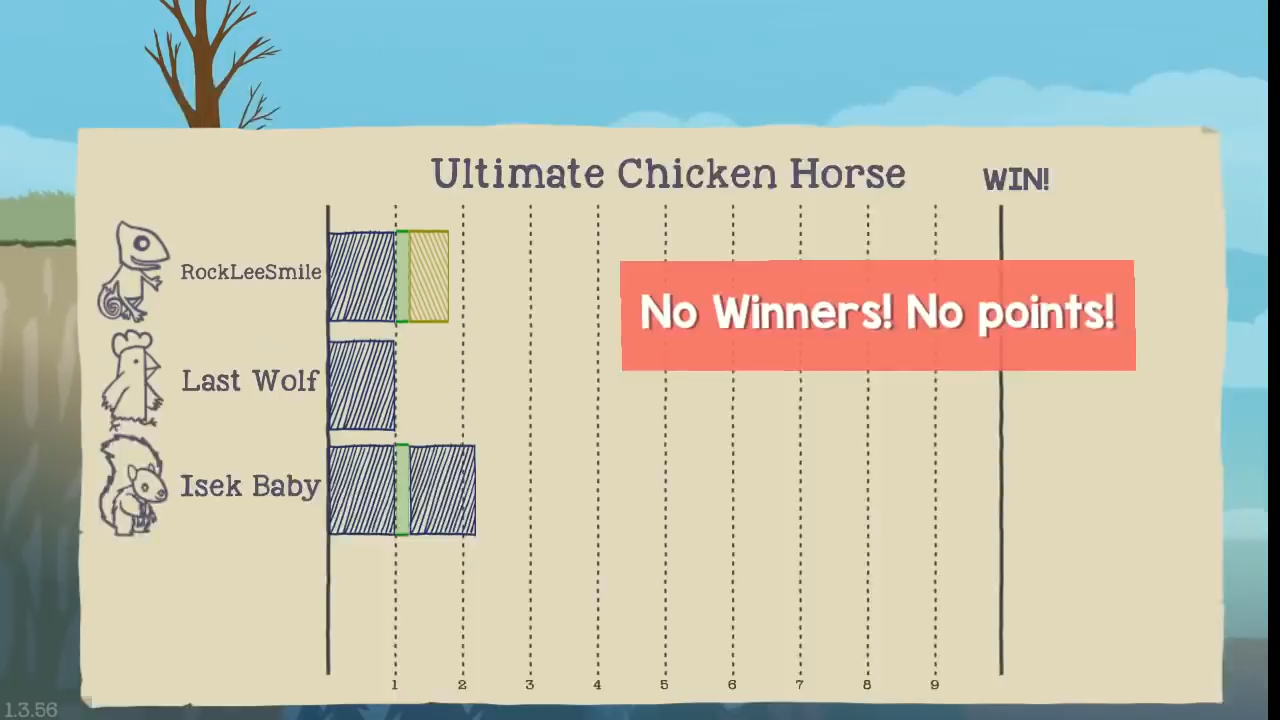 Ultimate Chicken Horse
WIN!
RockLeeSmile
No Winners! No points!
Last Wolf
Isek Baby
1 2 3 4 5 6 7 8 9
1.3.56